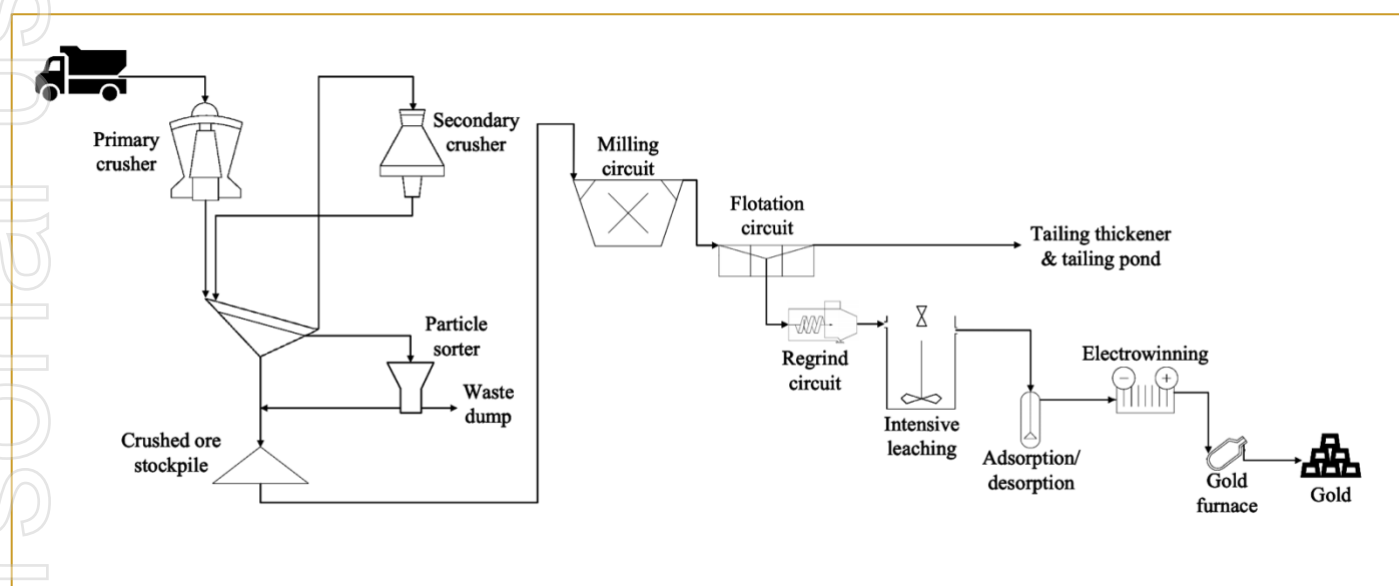 Primary
crusher
Secondary
crusher
Milling
circuit
Flotation
circuit
Tailing thickener
& tailing pond
Particle
sorter
Waste
dump
Crushed ore
stockpile
Regrind
circuit
Intensive
leaching
Adsorption/
desorption
Electrowinning
Gold
furnace
Gold